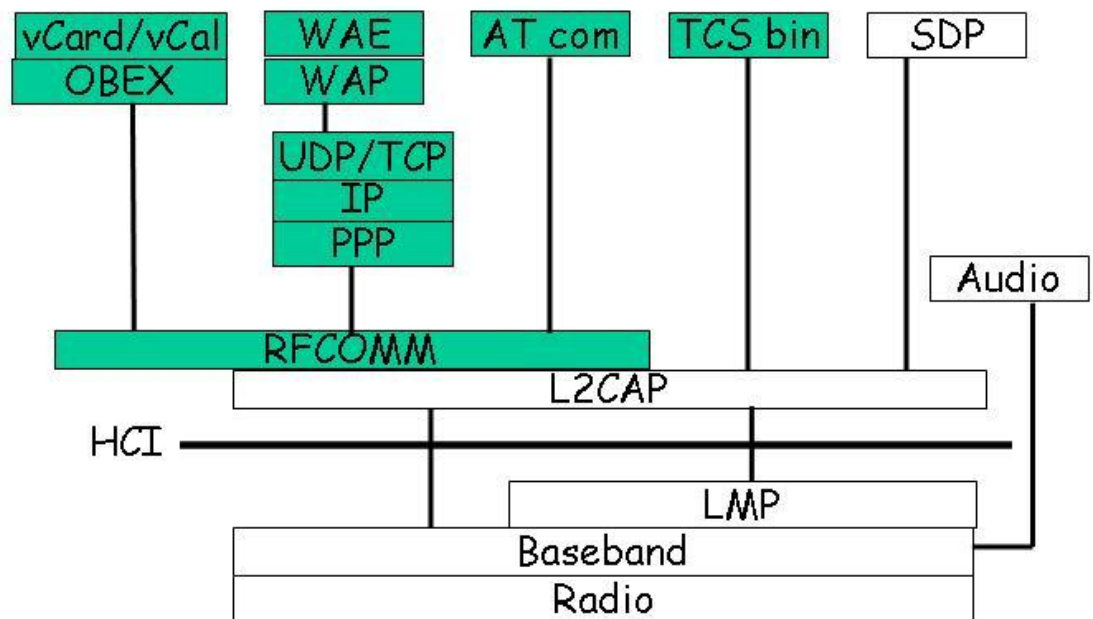 vCard/vCal
OBEX
WAE
WAP
AT com
TCS bin
SDP
UDP/TCP
IP
PPP
Audio
RFCOMM
L2CAP
HCI
LMP
Baseband
Radio